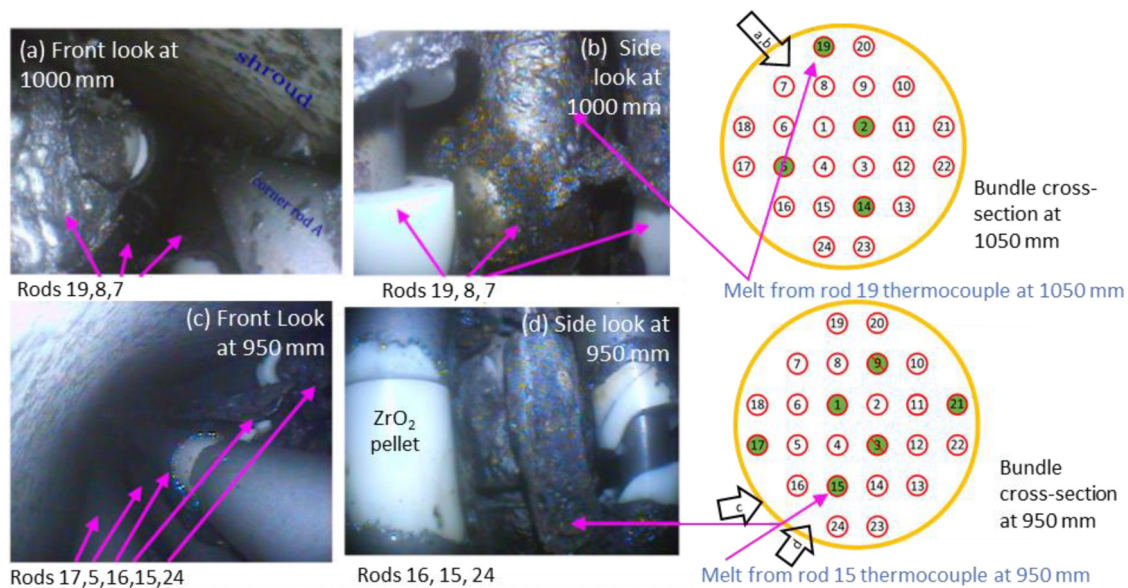 (a) Front look at
1000 mm
shroud
corner rod A
Rods 19,8,7
(b) Side
look at
1000 mm
Rods 19, 8, 7
a,b
19 20
7 8 9 10
18 6 1 2 11 21
17 5 4 3 12 22
16 15 14 13
24 23
Bundle cross-
section at
1050 mm
Melt from rod 19 thermocouple at 1050 mm
(c) Front Look
at 950 mm
Rods 17,5,16,15,24
(d) Side look at
950 mm
ZrO₂
pellet
Rods 16, 15, 24
19 20
7 8 9 10
18 6 1 2 11 21
17 5 4 3 12 22
16 15 14 13
24 23
c
d
Bundle
cross-section
at 950 mm
Melt from rod 15 thermocouple at 950 mm